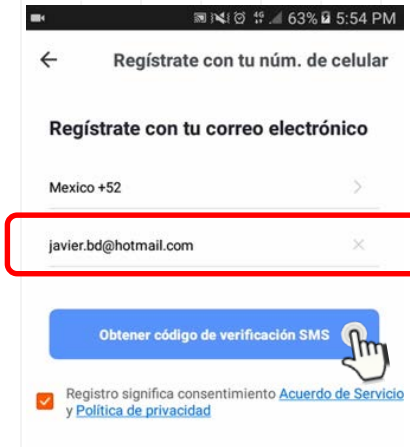 63% 5:54 PM
Regístrate con tu núm. de celular
Regístrate con tu correo electrónico
Mexico +52
javier.bd@hotmail.com
Obtener código de verificación SMS
Registro significa consentimiento Acuerdo de Servicio
y Política de privacidad